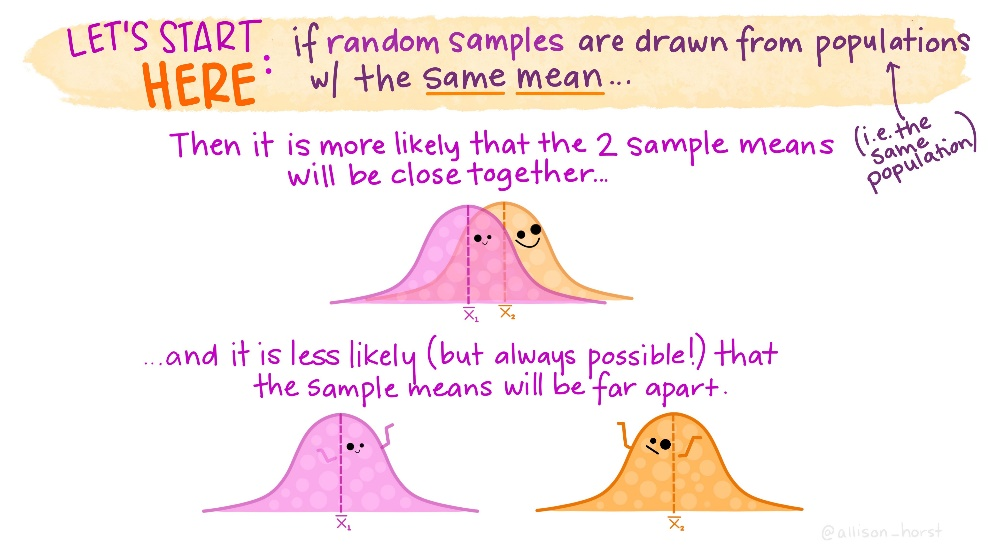 LET'S START HERE:
if random samples are drawn from populations
w/ the same mean...
(i.e. the
same
population)
Then it is more likely that the 2 sample means
will be close together...
X̄₁ X̄₂
...and it is less likely (but always possible!) that
the sample means will be far apart.
X̄₁ X̄₂
@allison_horst